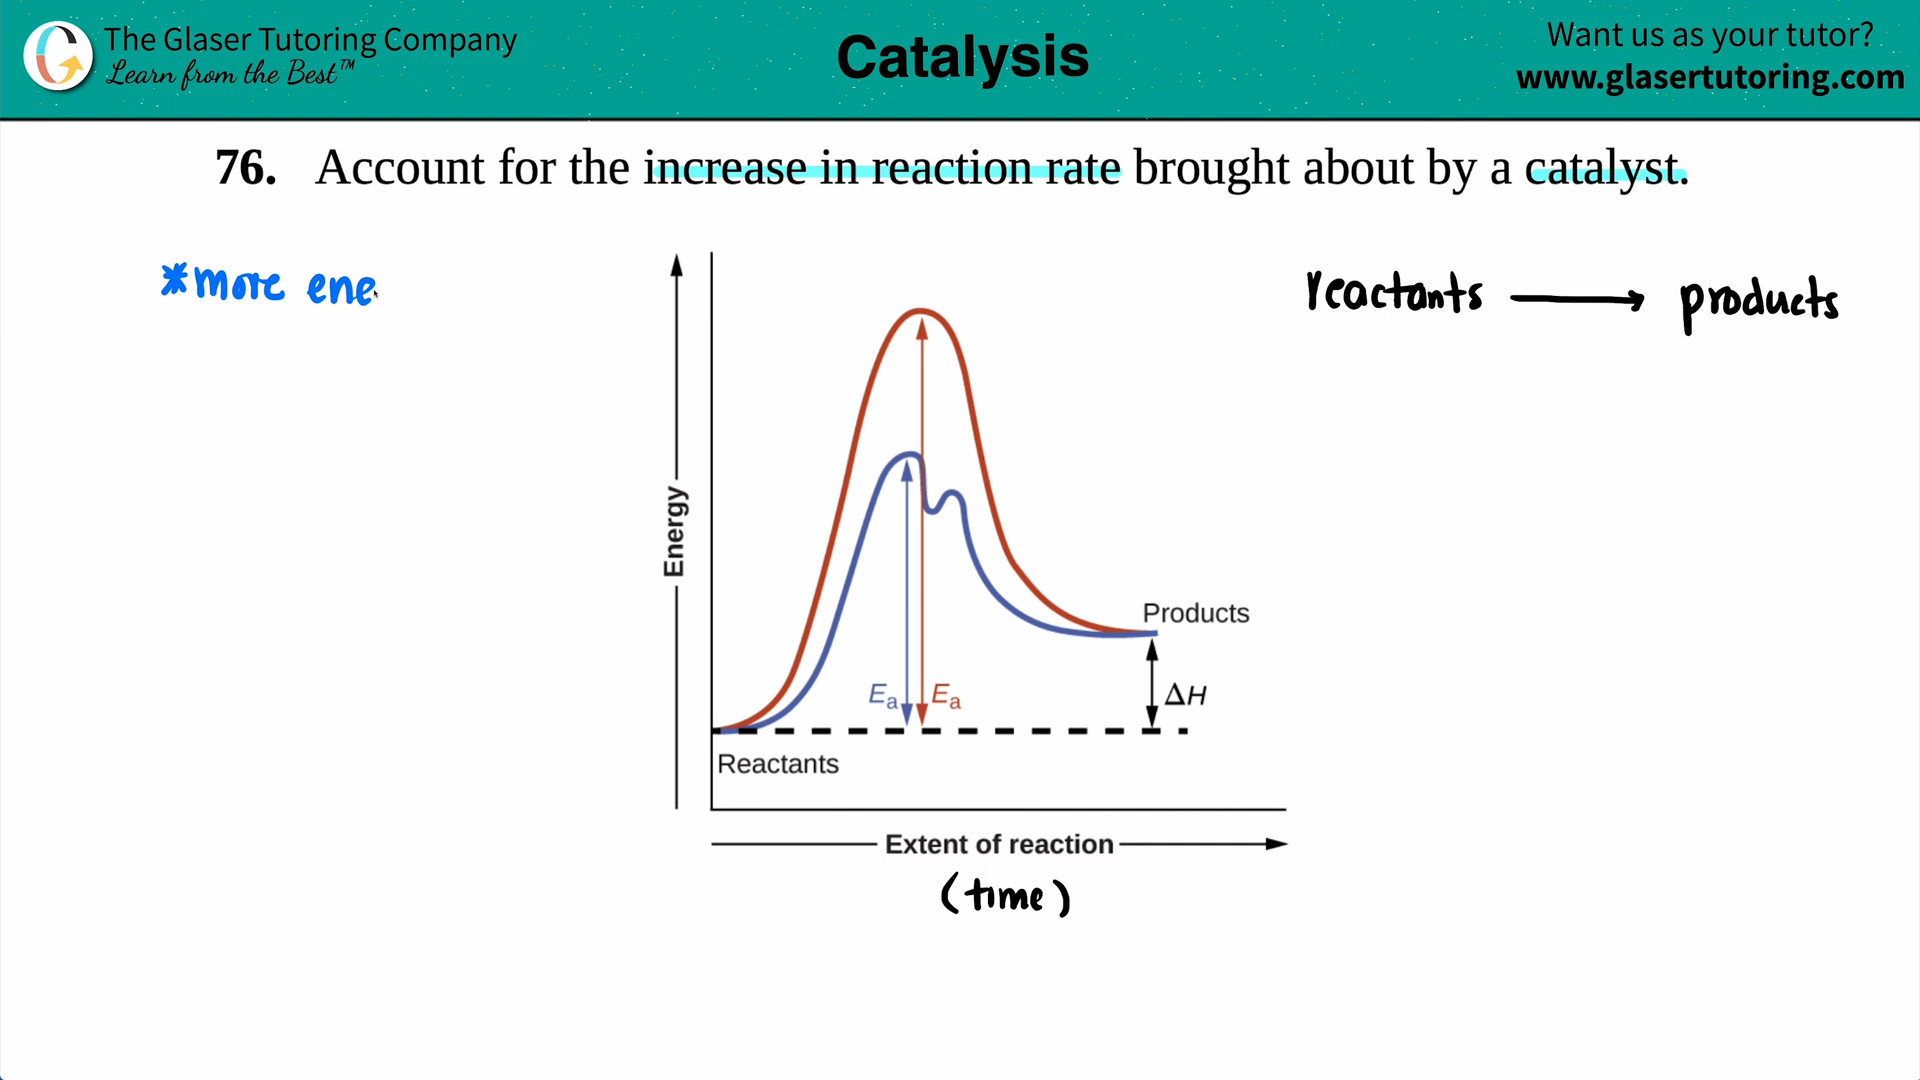 The Glaser Tutoring Company
Learn from the Best™
Catalysis
Want us as your tutor?
www.glasertutoring.com
76. Account for the increase in reaction rate brought about by a catalyst.
*more ene
reactants → products
Energy
Products
Ea
Ea
ΔH
Reactants
Extent of reaction
(time)